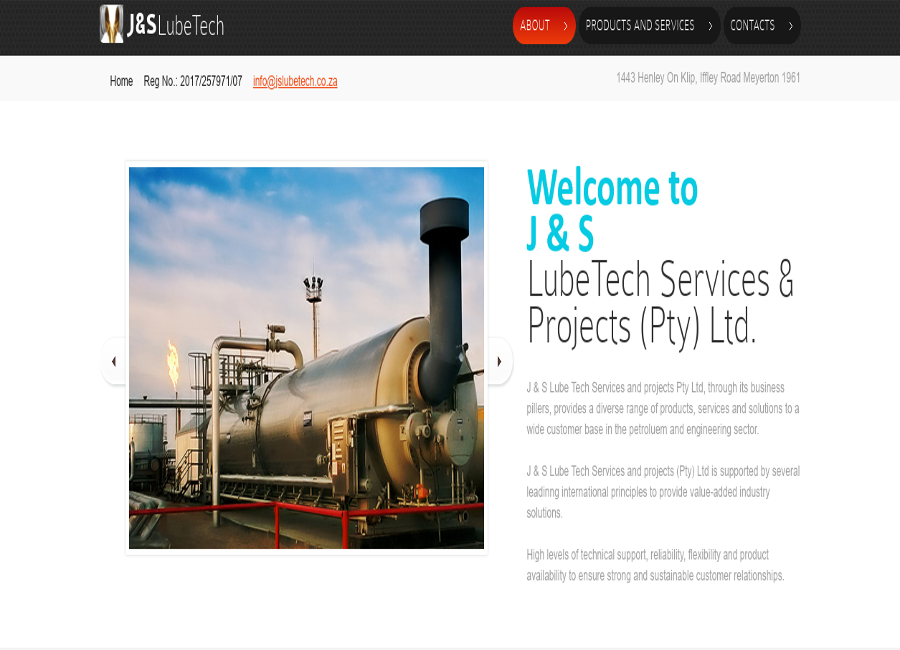 J&S LubeTech
ABOUT
PRODUCTS AND SERVICES
CONTACTS
Home Reg No.: 2017/257971/07 info@jslubetech.co.za
1443 Henley On Klip, Iffley Road Meyerton 1961
Welcome to
J & S
LubeTech Services &
Projects (Pty) Ltd.
J & S Lube Tech Services and projects Pty Ltd, through its business
pillers, provides a diverse range of products, services and solutions to a
wide customer base in the petroluem and engineering sector.
J & S Lube Tech Services and projects (Pty) Ltd is supported by several
leadinng international principles to provide value-added industry
solutions.
High levels of technical support, reliability, flexibility and product
availability to ensure strong and sustainable customer relationships.